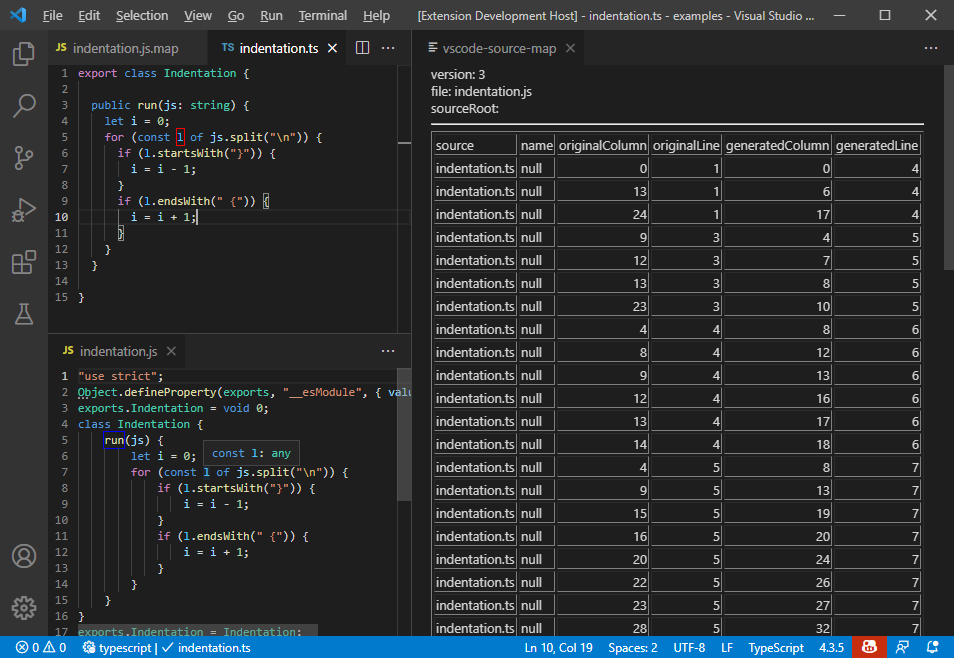 File Edit Selection View Go Run Terminal Help [Extension Development Host] - indentation.ts - examples - Visual Studio ...
JS indentation.js.map TS indentation.ts
1 export class Indentation {
2
3 public run(js: string) {
4 let i = 0;
5 for (const l of js.split("\n")) {
6 if (l.startsWith("}")) {
7 i = i - 1;
8 }
9 if (l.endsWith(" {")) {
10 i = i + 1;
11 }
12 }
13 }
14
15 }
JS indentation.js
1 "use strict";
2 Object.defineProperty(exports, "__esModule", { valu
3 exports.Indentation = void 0;
4 class Indentation {
5 run(js) {
6 let i = 0;
const l: any
7 for (const l of js.split("\n")) {
8 if (l.startsWith("}")) {
9 i = i - 1;
10 }
11 if (l.endsWith(" {")) {
12 i = i + 1;
13 }
14 }
15 }
16 }
17 exports.Indentation = Indentation;
vscode-source-map
version: 3
file: indentation.js
sourceRoot:
source name originalColumn originalLine generatedColumn generatedLine
indentation.ts null 0 1 0 4
indentation.ts null 13 1 6 4
indentation.ts null 24 1 17 4
indentation.ts null 9 3 4 5
indentation.ts null 12 3 7 5
indentation.ts null 13 3 8 5
indentation.ts null 23 3 10 5
indentation.ts null 4 4 8 6
indentation.ts null 8 4 12 6
indentation.ts null 9 4 13 6
indentation.ts null 12 4 16 6
indentation.ts null 13 4 17 6
indentation.ts null 14 4 18 6
indentation.ts null 4 5 8 7
indentation.ts null 9 5 13 7
indentation.ts null 15 5 19 7
indentation.ts null 16 5 20 7
indentation.ts null 20 5 24 7
indentation.ts null 22 5 26 7
indentation.ts null 23 5 27 7
indentation.ts null 28 5 32 7
0 0 typescript | indentation.ts Ln 10, Col 19 Spaces: 2 UTF-8 LF TypeScript 4.3.5